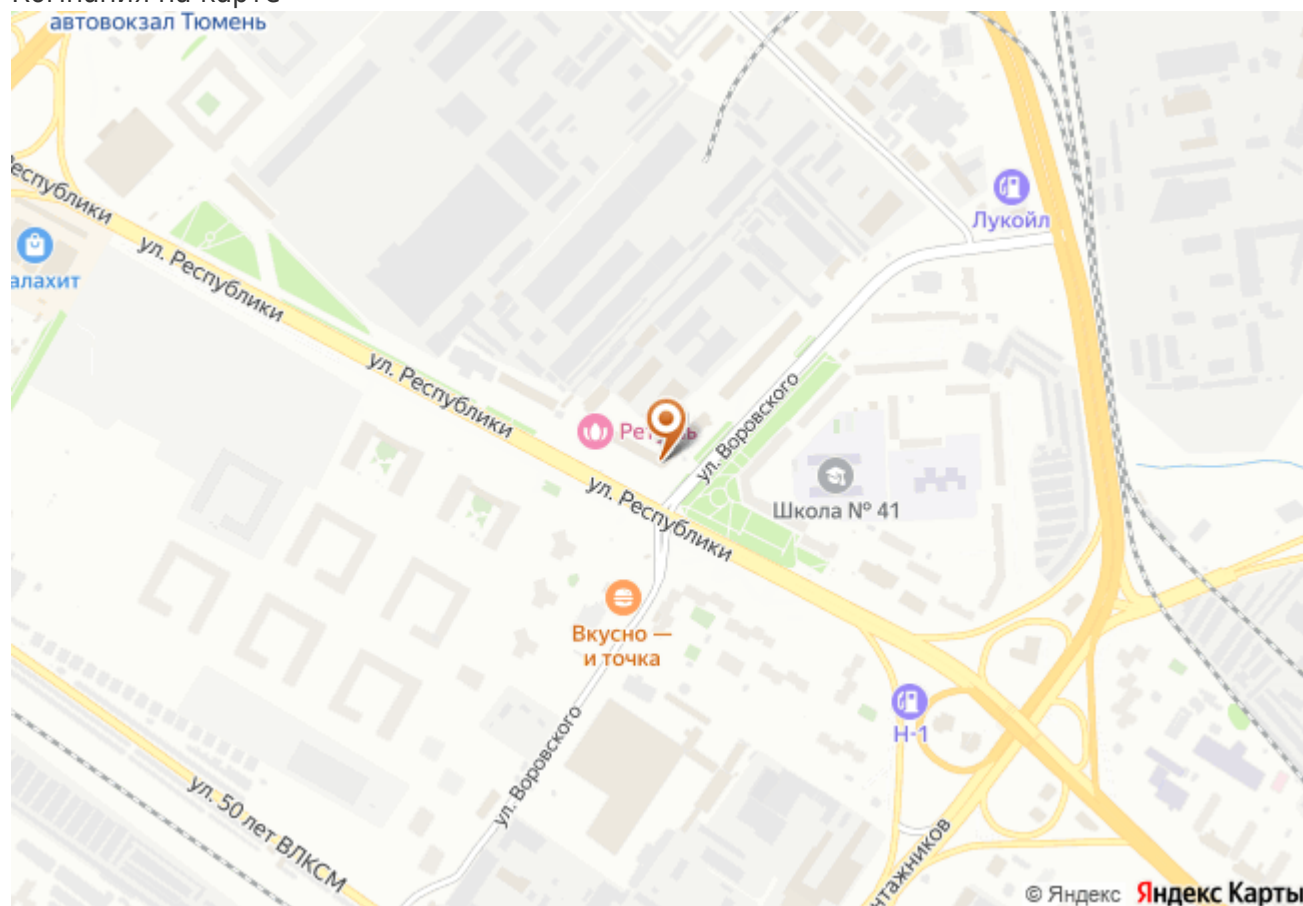 автовокзал Тюмень
Республики
алахит
ул. Республики
ул. Республики
Лукойл
ул. Воровского
ул. Республики
Школа № 41
Вкусно —
и точка
ул. Воровского
Н-1
ул. 50 лет ВЛКСМ
нтажников
© Яндекс Яндекс Карты